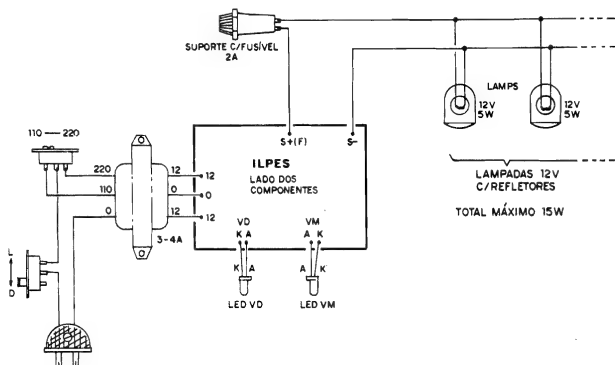 SUPORTE C/FUSÍVEL
2A
LAMPS
12V
5W
12V
5W
110 — 220
220
110
0
12
0
12
12
0
12
3-4A
S+(F)
S-
ILPES
LADO DOS
COMPONENTES
VD
K A
VM
A K
K
A
A
K
LED VD
LED VM
LAMPADAS 12V
C/REFLETORES
TOTAL MÁXIMO 15W
L
D